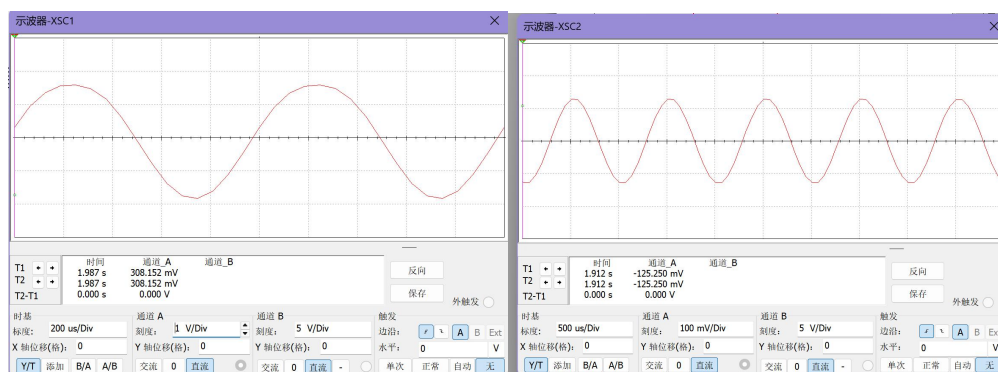 示波器-XSC1
时间 通道_A 通道_B
T1 1.987 s 308.152 mV
T2 1.987 s 308.152 mV
T2-T1 0.000 s 0.000 V
反向
保存
外触发
时基 通道 A 通道 B 触发
标度: 200 us/Div 刻度: 1 V/Div 刻度: 5 V/Div 边沿: A B Ext
X 轴位移(格): 0 Y 轴位移(格): 0 Y 轴位移(格): 0 水平: 0 V
Y/T 添加 B/A A/B 交流 0 直流 交流 0 直流 - 单次 正常 自动 无
示波器-XSC2
时间 通道_A 通道_B
T1 1.912 s -125.250 mV
T2 1.912 s -125.250 mV
T2-T1 0.000 s 0.000 V
反向
保存
外触发
时基 通道 A 通道 B 触发
标度: 500 us/Div 刻度: 100 mV/Div 刻度: 5 V/Div 边沿: A B Ext
X 轴位移(格): 0 Y 轴位移(格): 0 Y 轴位移(格): 0 水平: 0 V
Y/T 添加 B/A A/B 交流 0 直流 交流 0 直流 - 单次 正常 自动 无